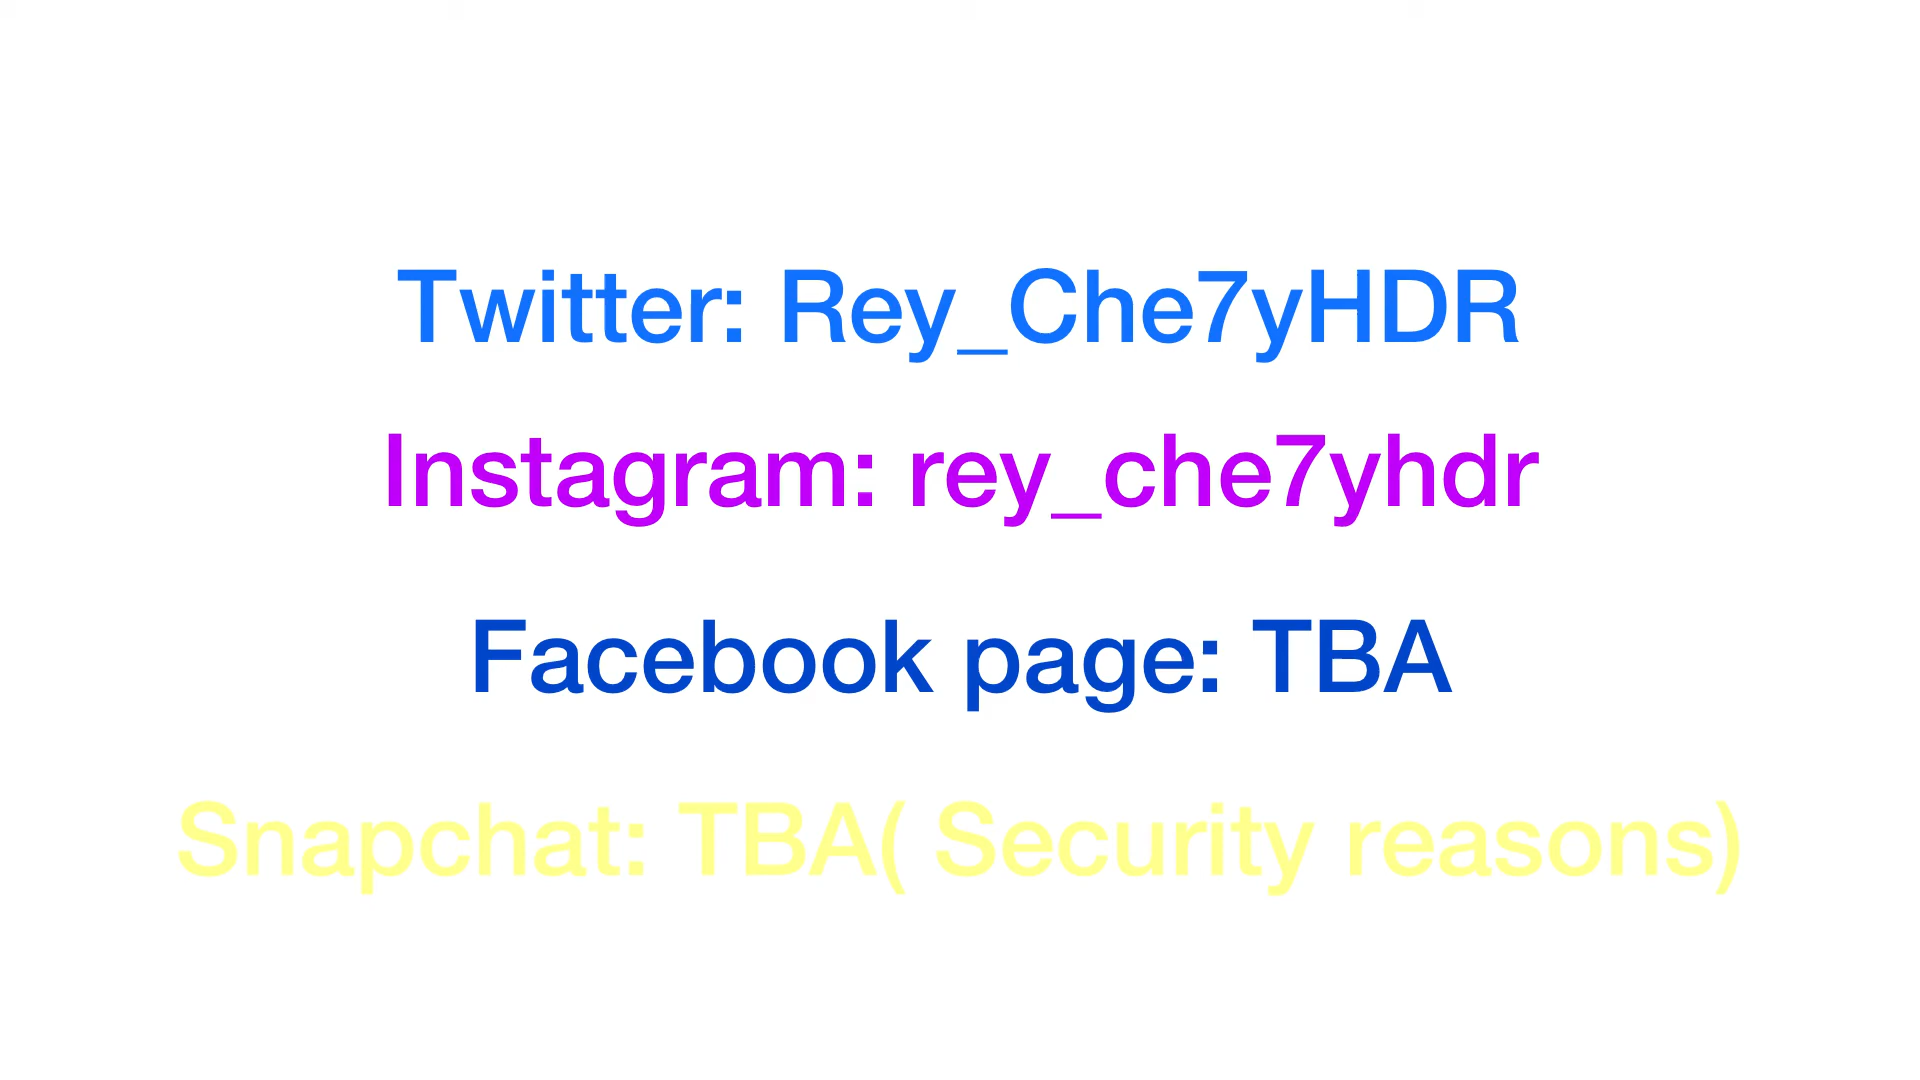 Twitter: Rey_Che7yHDR
Instagram: rey_che7yhdr
Facebook page: TBA
Snapchat: TBA( Security reasons)